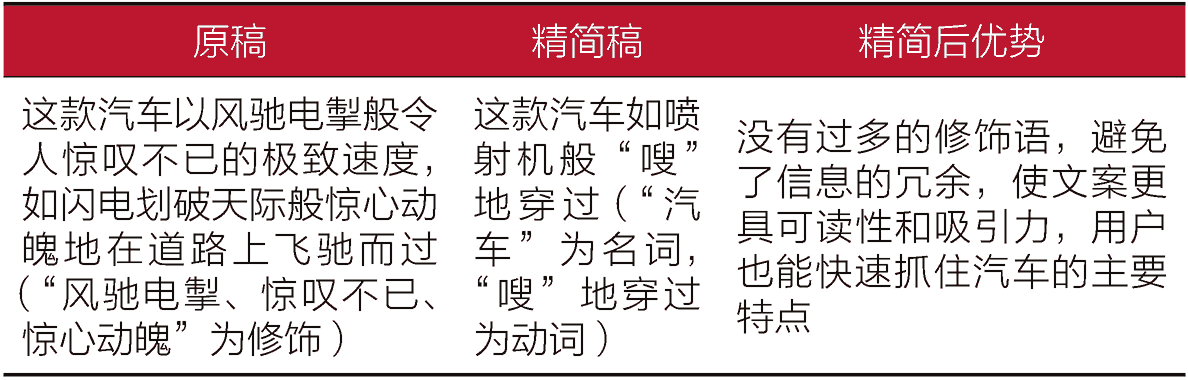 原稿
精简稿
精简后优势
这款汽车以风驰电掣般令
人惊叹不已的极致速度，
如闪电划破天际般惊心动
魄地在道路上飞驰而过
（“风驰电掣、惊叹不已、
惊心动魄”为修饰）
这款汽车如喷
射机般“嗖”
地穿过（“汽
车”为名词，
“嗖”地穿过
为动词）
没有过多的修饰语，避免
了信息的冗余，使文案更
具可读性和吸引力，用户
也能快速抓住汽车的主要
特点